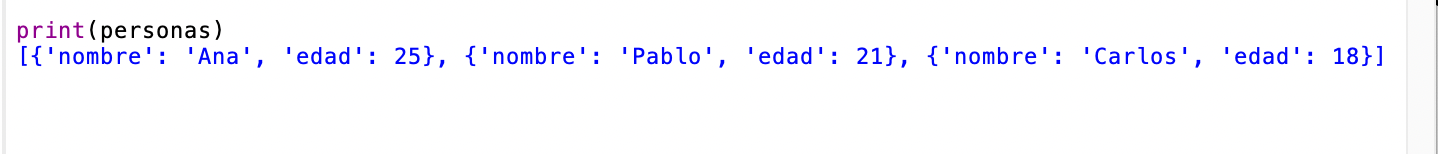 print(personas)
[{'nombre': 'Ana', 'edad': 25}, {'nombre': 'Pablo', 'edad': 21}, {'nombre': 'Carlos', 'edad': 18}]